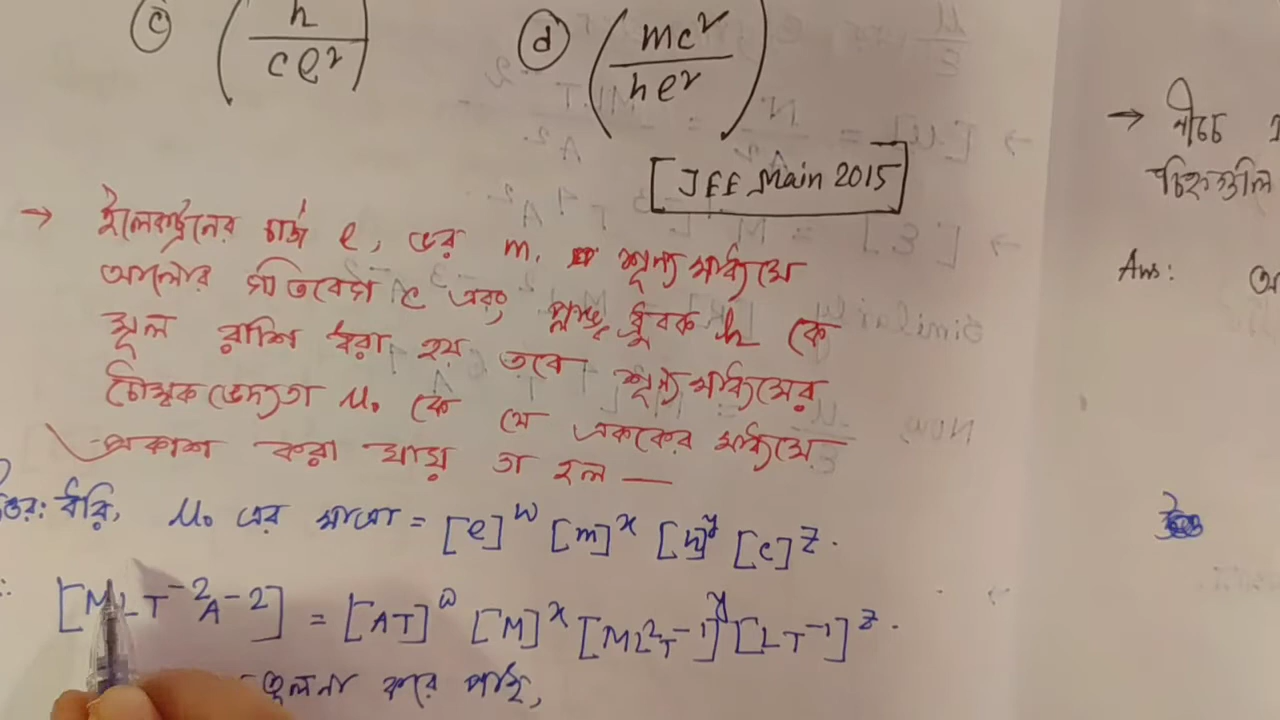 ⓒ (h / ce²)
ⓓ (mc² / he²)
[JEE Main 2015]
→ ইলেকট্রনের চার্জ e, ভর m, শূন্য মাধ্যমে
আলোর গতিবেগ c এবং প্লাঙ্ক ধ্রুবক h কে
মূল রাশি ধরা হয় তবে শূন্য মাধ্যমের
চৌম্বকভেদ্যতা μ₀ কে যে এককের মাধ্যমে
প্রকাশ করা যায় তা হল —
ধরি, μ₀ এর মাত্রা = [e]^w [m]^x [h]^y [c]^z.
[MLT⁻²A⁻²] = [AT]^w [M]^x [ML²T⁻¹]^y [LT⁻¹]^z.
তুলনা করে পাই,
→ নীচে
চিহ্নগুলি
Ans: